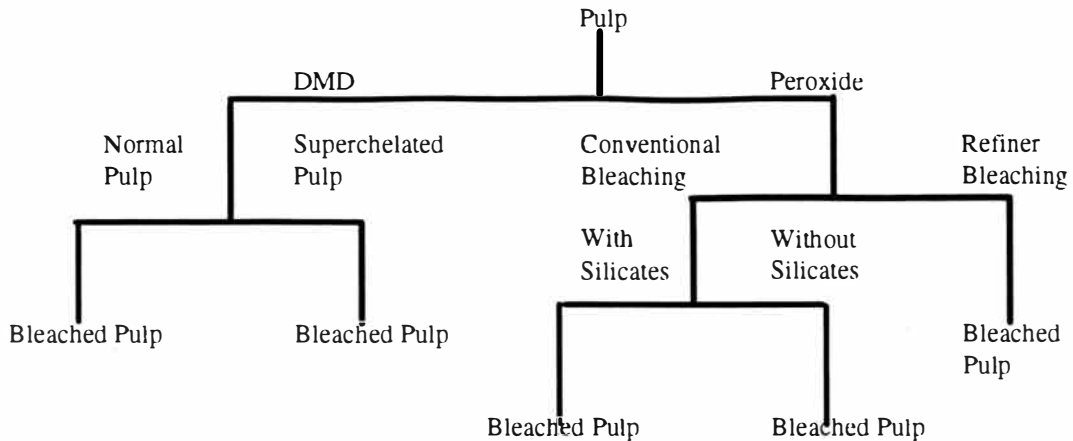 Pulp
DMD
Peroxide
Normal
Pulp
Superchelated
Pulp
Conventional
Bleaching
Refiner
Bleaching
With
Silicates
Without
Silicates
Bleached Pulp
Bleached Pulp
Bleached
Pulp
Bleached Pulp
Bleached Pulp